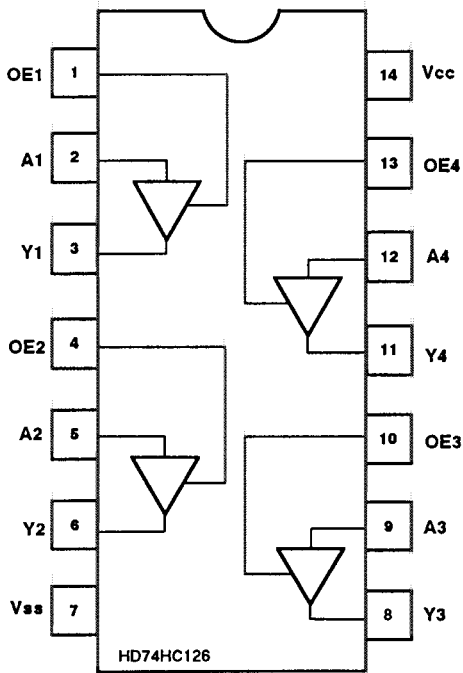 OE1 1
A1 2
Y1 3
OE2 4
A2 5
Y2 6
Vss 7
14 Vcc
13 OE4
12 A4
11 Y4
10 OE3
9 A3
8 Y3
HD74HC126